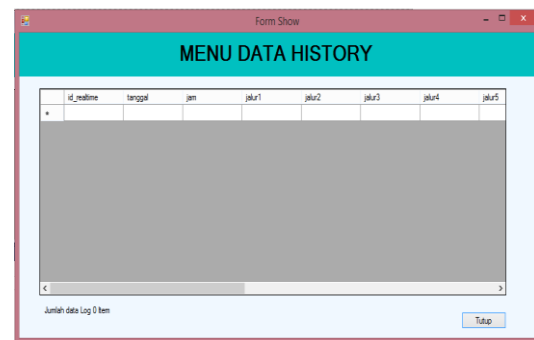 Form Show
MENU DATA HISTORY
id_realtime tanggal jam jalur1 jalur2 jalur3 jalur4 jalur5
Jumlah data Log 0 Item
Tutup